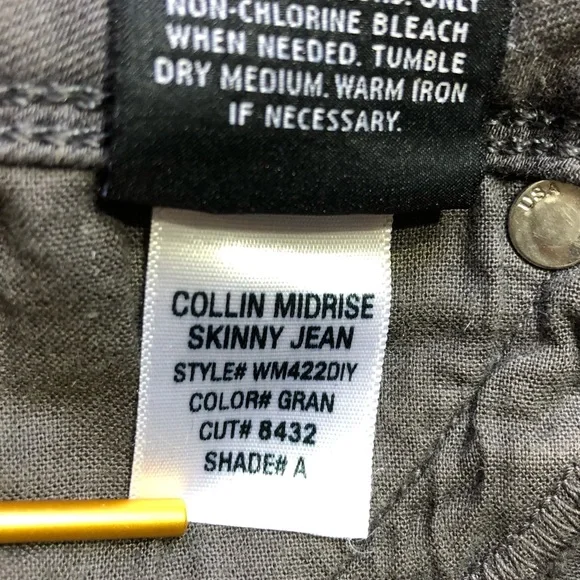 ONLY
NON-CHLORINE BLEACH
WHEN NEEDED. TUMBLE
DRY MEDIUM. WARM IRON
IF NECESSARY.
U.S.A
COLLIN MIDRISE
SKINNY JEAN
STYLE# WM422DIY
COLOR# GRAN
CUT# 8432
SHADE# A